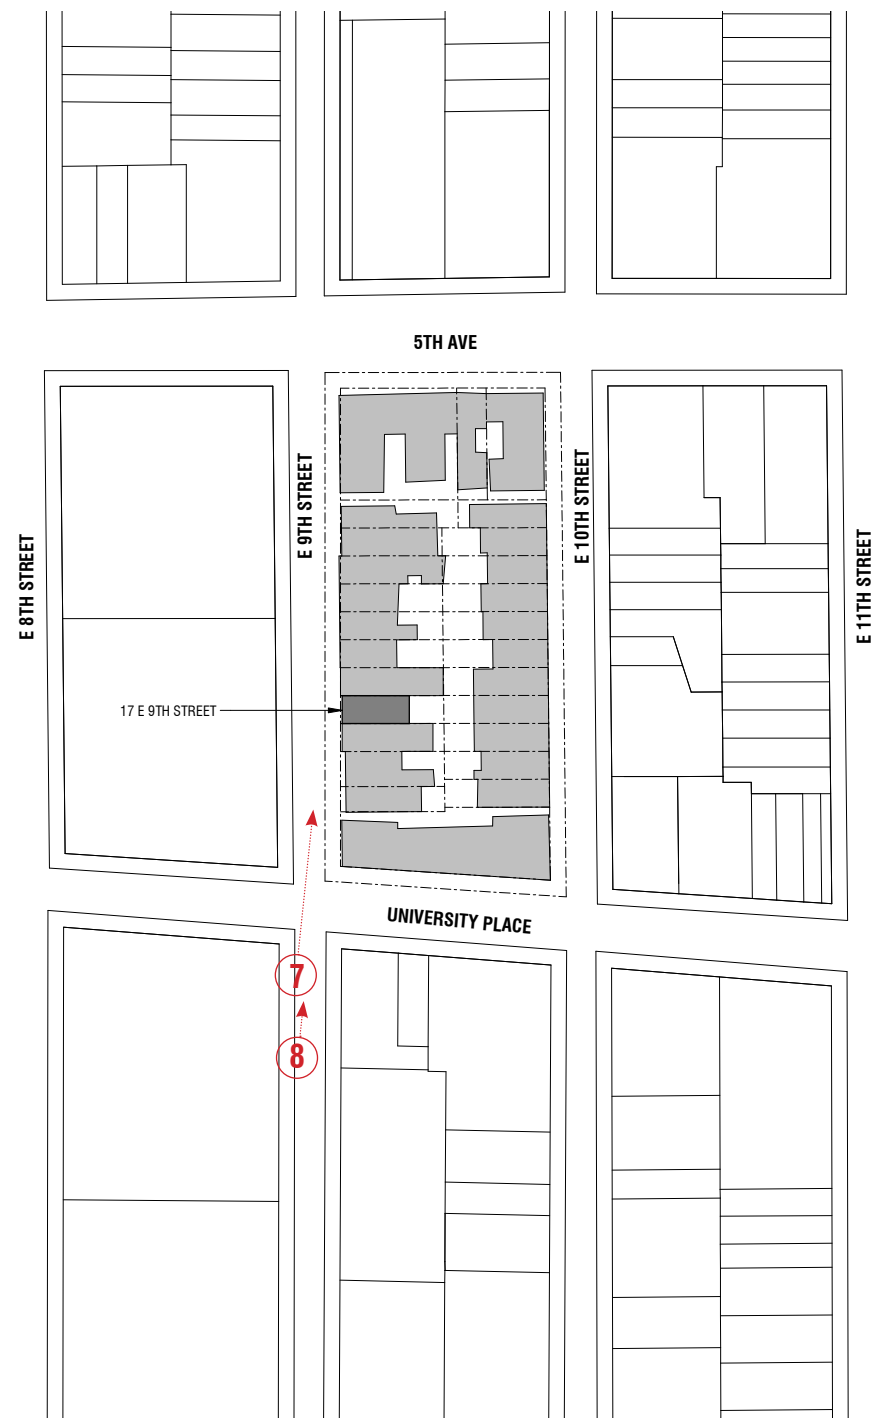 5TH AVE
E 9TH STREET
E 10TH STREET
E 8TH STREET
E 11TH STREET
17 E 9TH STREET
UNIVERSITY PLACE
7
8